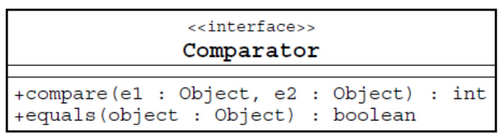 <<interface>>
Comparator
+compare(e1 : Object, e2 : Object) : int
+equals(object : Object) : boolean